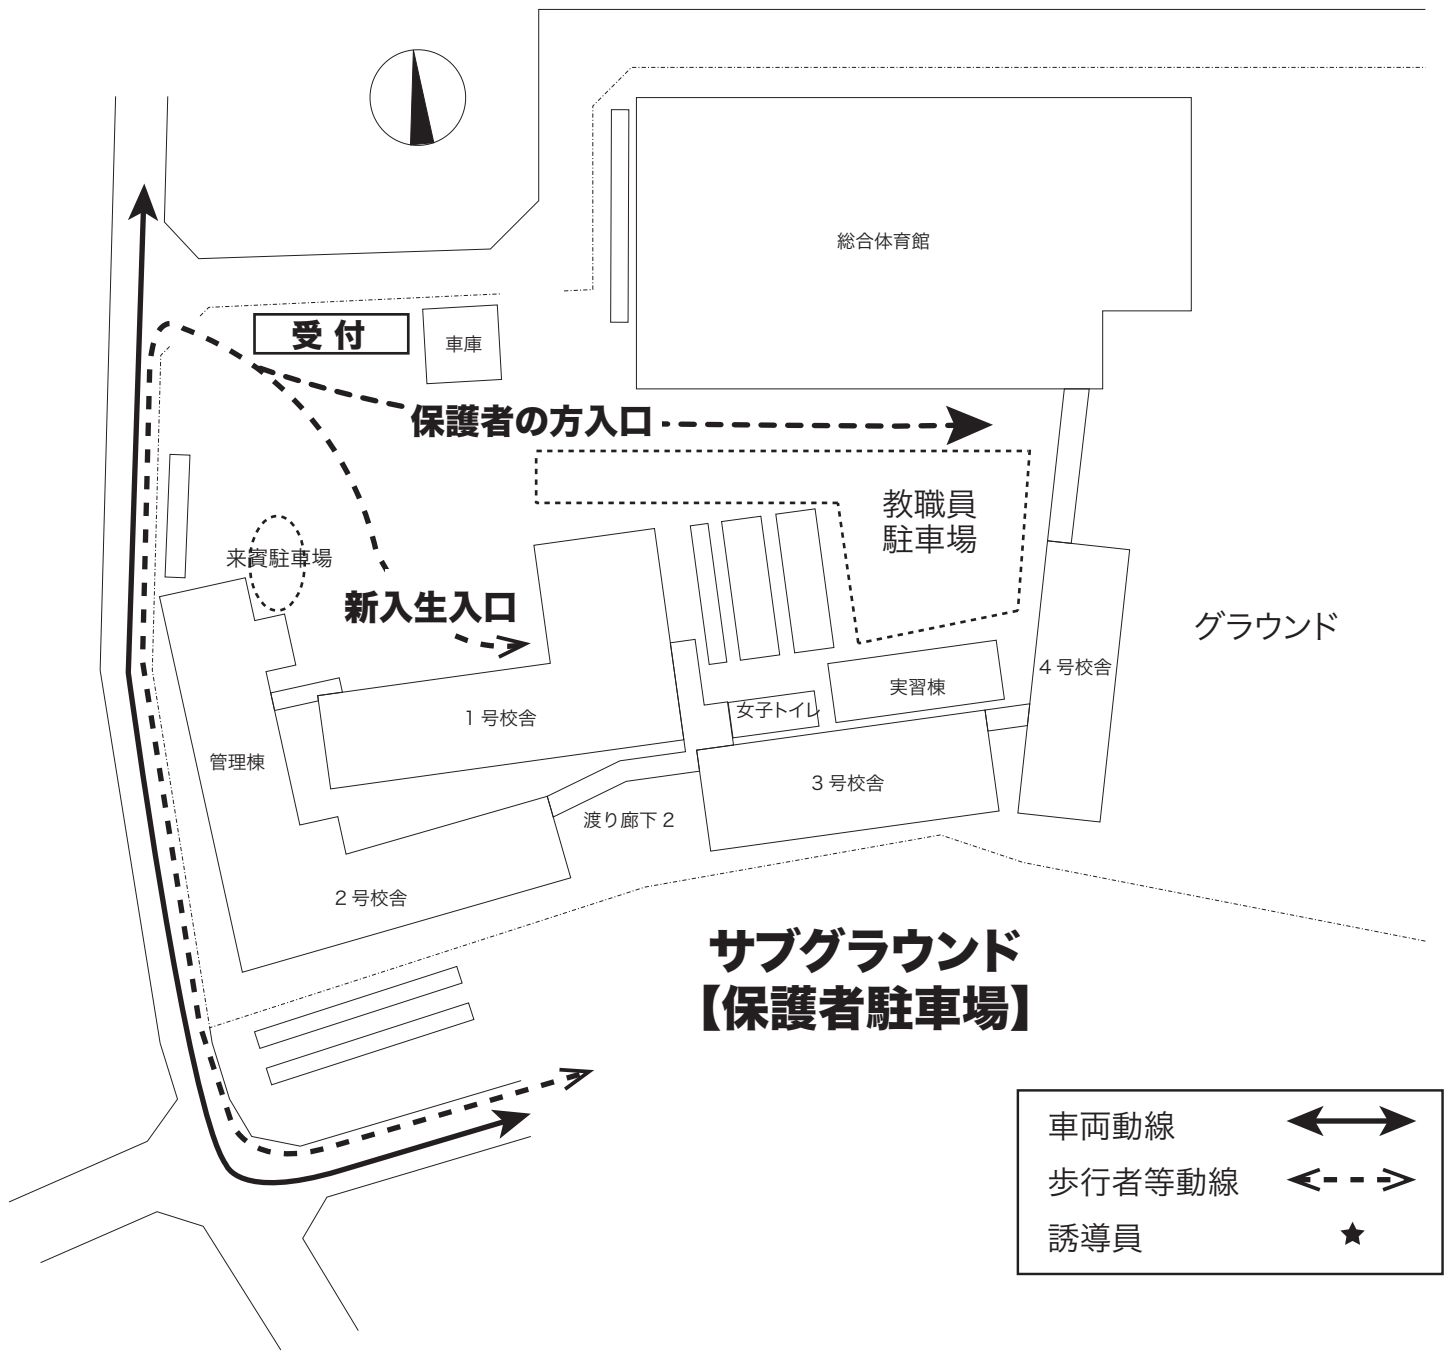 総合体育館
受付
車庫
保護者の方入口
教職員
駐車場
来賓駐車場
新入生入口
グラウンド
4号校舎
実習棟
女子トイレ
1号校舎
管理棟
3号校舎
渡り廊下2
2号校舎
サブグラウンド
【保護者駐車場】
車両動線
歩行者等動線
誘導員